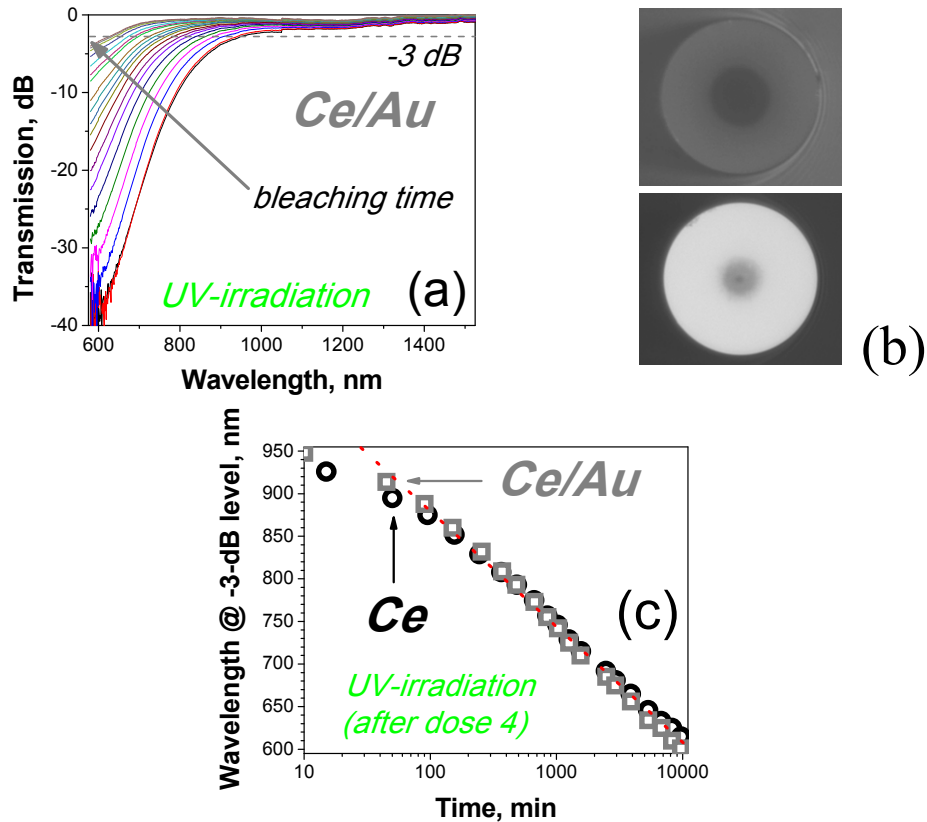 0
-10
-20
-30
-40
Transmission, dB
-3 dB
Ce/Au
bleaching time
UV-irradiation
(a)
600
800
1000
1200
1400
Wavelength, nm
(b)
950
900
850
800
750
700
650
600
Wavelength @ -3-dB level, nm
Ce/Au
Ce
(c)
UV-irradiation
(after dose 4)
10
100
1000
10000
Time, min